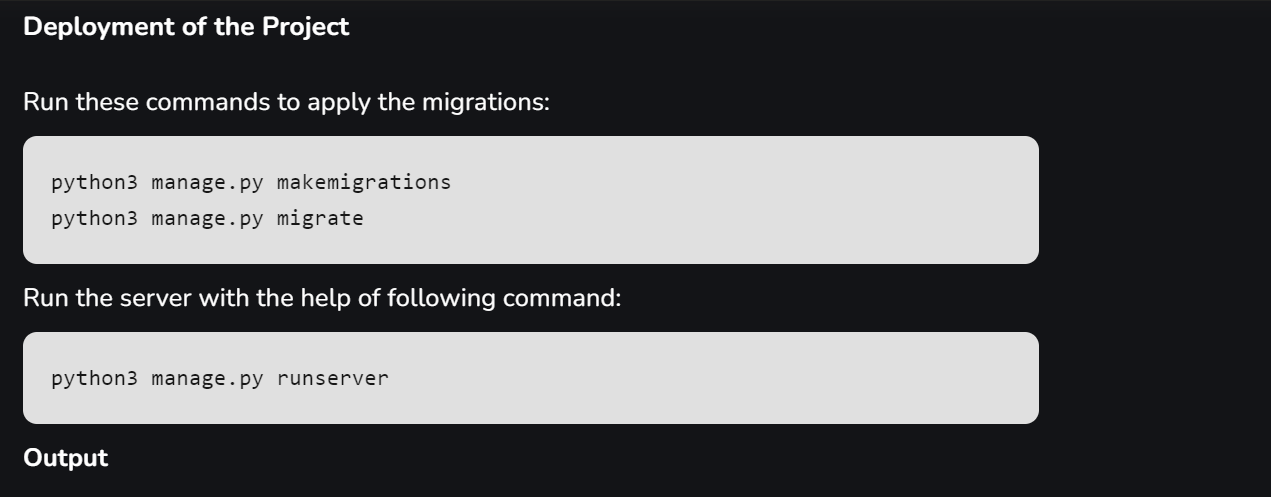 Deployment of the Project
Run these commands to apply the migrations:
python3 manage.py makemigrations
python3 manage.py migrate
Run the server with the help of following command:
python3 manage.py runserver
Output